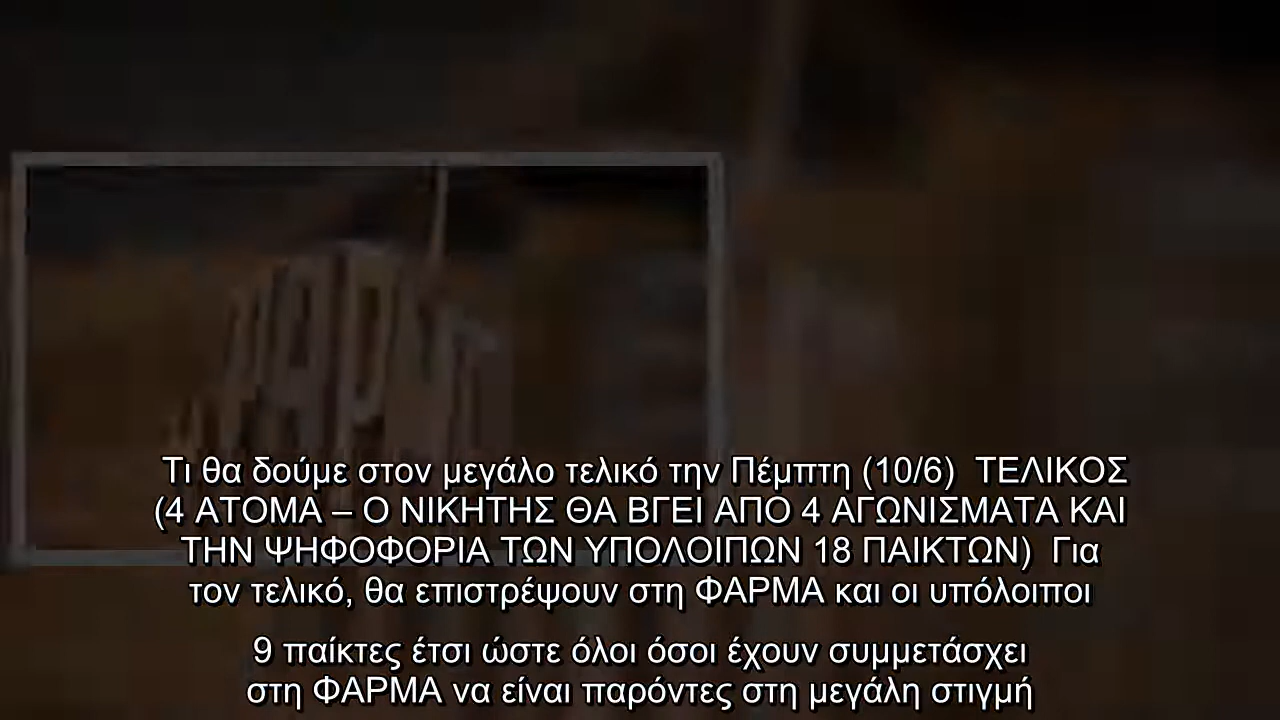 ΦΑΡΜΑ
Τι θα δούμε στον μεγάλο τελικό την Πέμπτη (10/6)  ΤΕΛΙΚΟΣ
(4 ΑΤΟΜΑ – Ο ΝΙΚΗΤΗΣ ΘΑ ΒΓΕΙ ΑΠΟ 4 ΑΓΩΝΙΣΜΑΤΑ ΚΑΙ
ΤΗΝ ΨΗΦΟΦΟΡΙΑ ΤΩΝ ΥΠΟΛΟΙΠΩΝ 18 ΠΑΙΚΤΩΝ)  Για
τον τελικό, θα επιστρέψουν στη ΦΑΡΜΑ και οι υπόλοιποι
9 παίκτες έτσι ώστε όλοι όσοι έχουν συμμετάσχει
στη ΦΑΡΜΑ να είναι παρόντες στη μεγάλη στιγμή